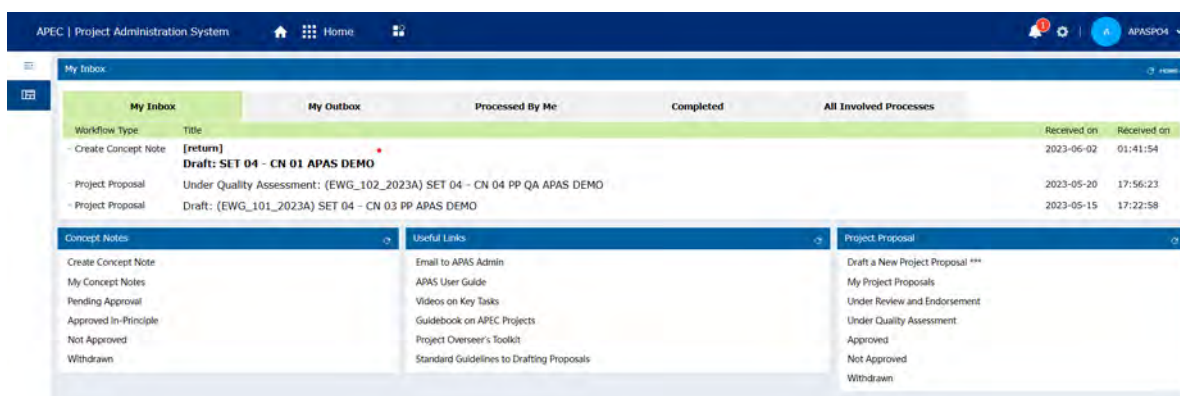 APEC | Project Administration System Home 1 A APASPO4
My Inbox
My Inbox My Outbox Processed By Me Completed All Involved Processes
Workflow Type Title Received on Received on
Create Concept Note [return] 2023-06-02 01:41:54
Draft: SET 04 - CN 01 APAS DEMO
Project Proposal Under Quality Assessment: (EWG_102_2023A) SET 04 - CN 04 PP QA APAS DEMO 2023-05-20 17:56:23
Project Proposal Draft: (EWG_101_2023A) SET 04 - CN 03 PP APAS DEMO 2023-05-15 17:22:58
Concept Notes
Create Concept Note
My Concept Notes
Pending Approval
Approved In-Principle
Not Approved
Withdrawn
Useful Links
Email to APAS Admin
APAS User Guide
Videos on Key Tasks
Guidebook on APEC Projects
Project Overseer's Toolkit
Standard Guidelines to Drafting Proposals
Project Proposal
Draft a New Project Proposal ***
My Project Proposals
Under Review and Endorsement
Under Quality Assessment
Approved
Not Approved
Withdrawn